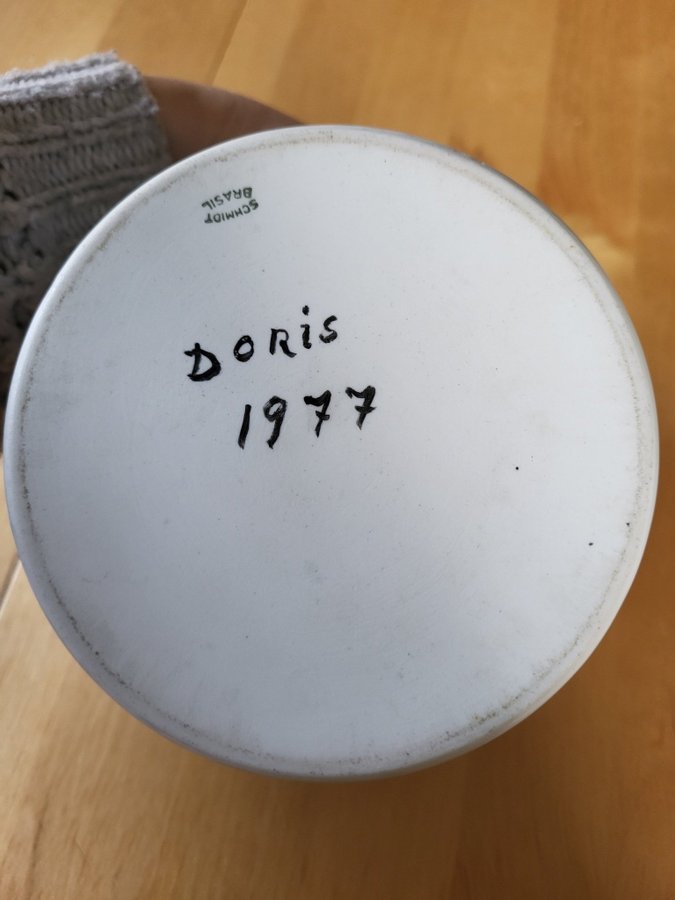 SCHMIDT
BRASIL
DORiS
1977